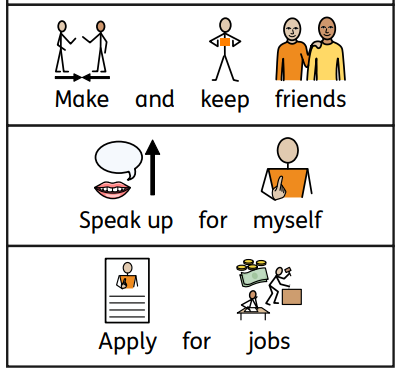 Make and keep friends
Speak up for myself
Apply for jobs